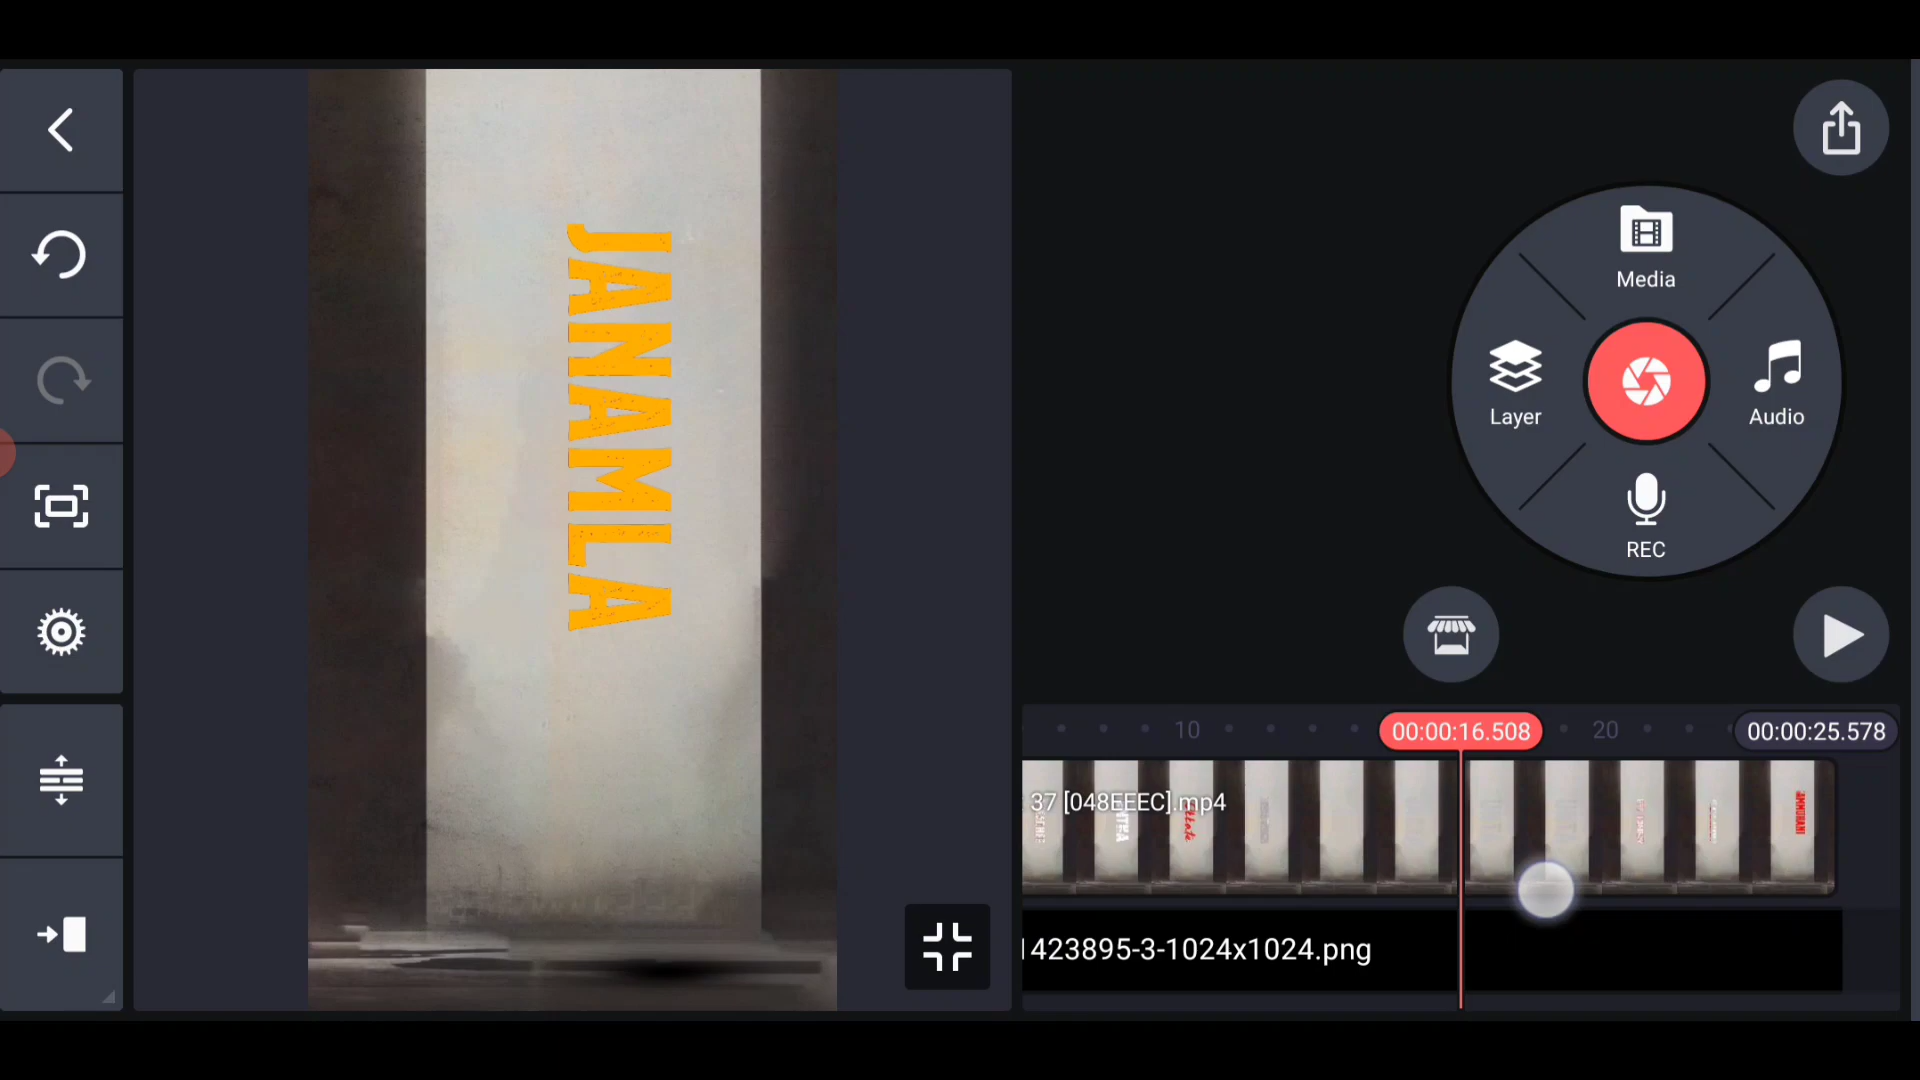 JANAMLA
Media
Layer
Audio
REC
10
00:00:16.508
20
00:00:25.578
37 [048EEEC].mp4
1423895-3-1024x1024.png